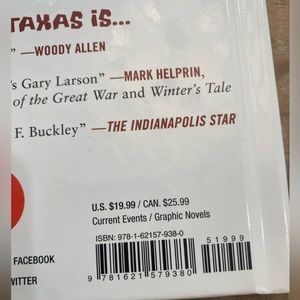 TAXAS IS...
” —WOODY ALLEN
’s Gary Larson” —MARK HELPRIN,
of the Great War and Winter's Tale
F. Buckley” —THE INDIANAPOLIS STAR
U.S. $19.99 / CAN. $25.99
Current Events / Graphic Novels
ISBN: 978-1-62157-938-0
51999
9 781621 579380
FACEBOOK
WITTER